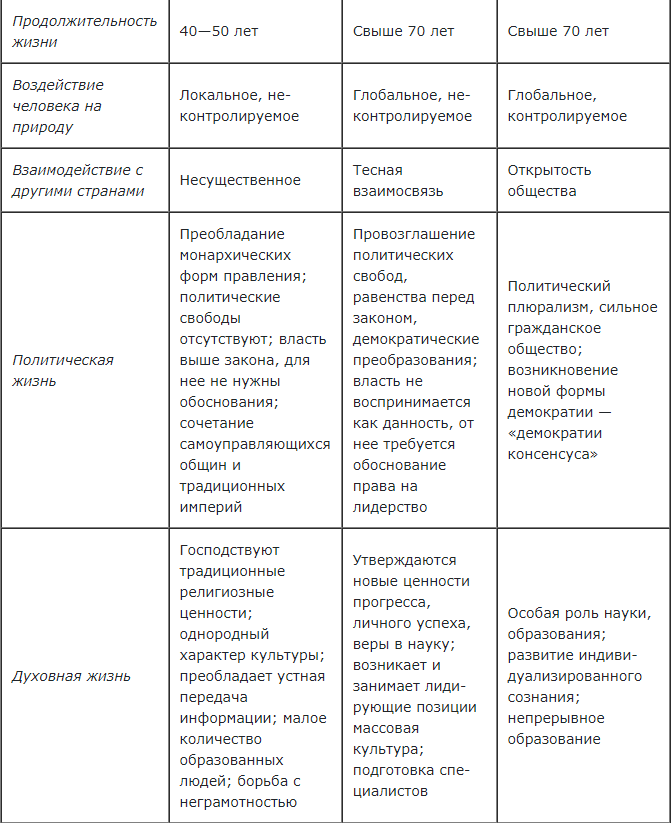 Продолжительность
жизни
40—50 лет
Свыше 70 лет
Свыше 70 лет
Воздействие
человека на
природу
Локальное, не-
контролируемое
Глобальное, не-
контролируемое
Глобальное,
контролируемое
Взаимодействие с
другими странами
Несущественное
Тесная
взаимосвязь
Открытость
общества
Политическая
жизнь
Преобладание
монархических
форм правления;
политические
свободы
отсутствуют; власть
выше закона, для
нее не нужны
обоснования;
сочетание
самоуправляющихся
общин и
традиционных
империй
Провозглашение
политических
свобод,
равенства перед
законом,
демократические
преобразования;
власть не
воспринимается
как данность, от
нее требуется
обоснование
права на
лидерство
Политический
плюрализм, сильное
гражданское
общество;
возникновение
новой формы
демократии —
«демократии
консенсуса»
Духовная жизнь
Господствуют
традиционные
религиозные
ценности;
однородный
характер культуры;
преобладает устная
передача
информации; малое
количество
образованных
людей; борьба с
неграмотностью
Утверждаются
новые ценности
прогресса,
личного успеха,
веры в науку;
возникает и
занимает лиди-
рующие позиции
массовая
культура;
подготовка спе-
циалистов
Особая роль науки,
образования;
развитие индиви-
дуализированного
сознания;
непрерывное
образование